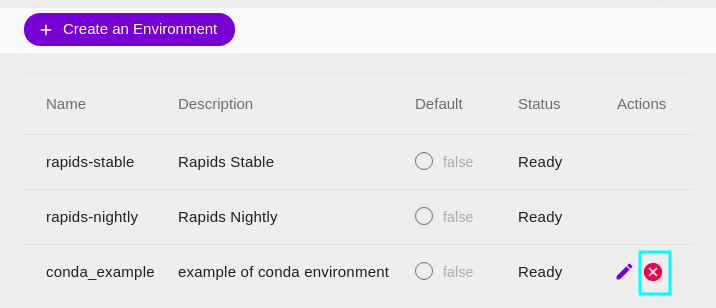 Create an Environment
Name Description Default Status Actions
rapids-stable Rapids Stable false Ready
rapids-nightly Rapids Nightly false Ready
conda_example example of conda environment false Ready